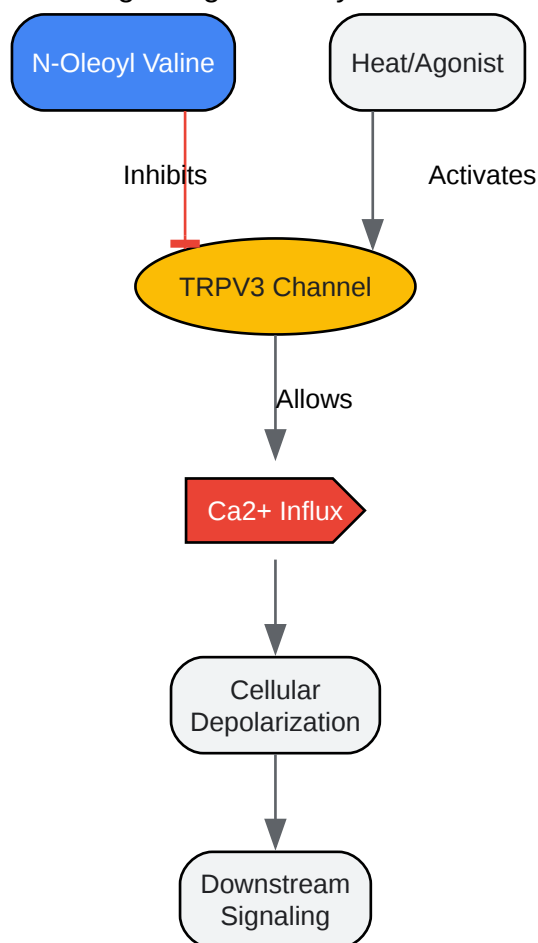 N-Oleoyl Valine
Heat/Agonist
Inhibits
Activates
TRPV3 Channel
Allows
Ca2+ Influx
Cellular
Depolarization
Downstream
Signaling